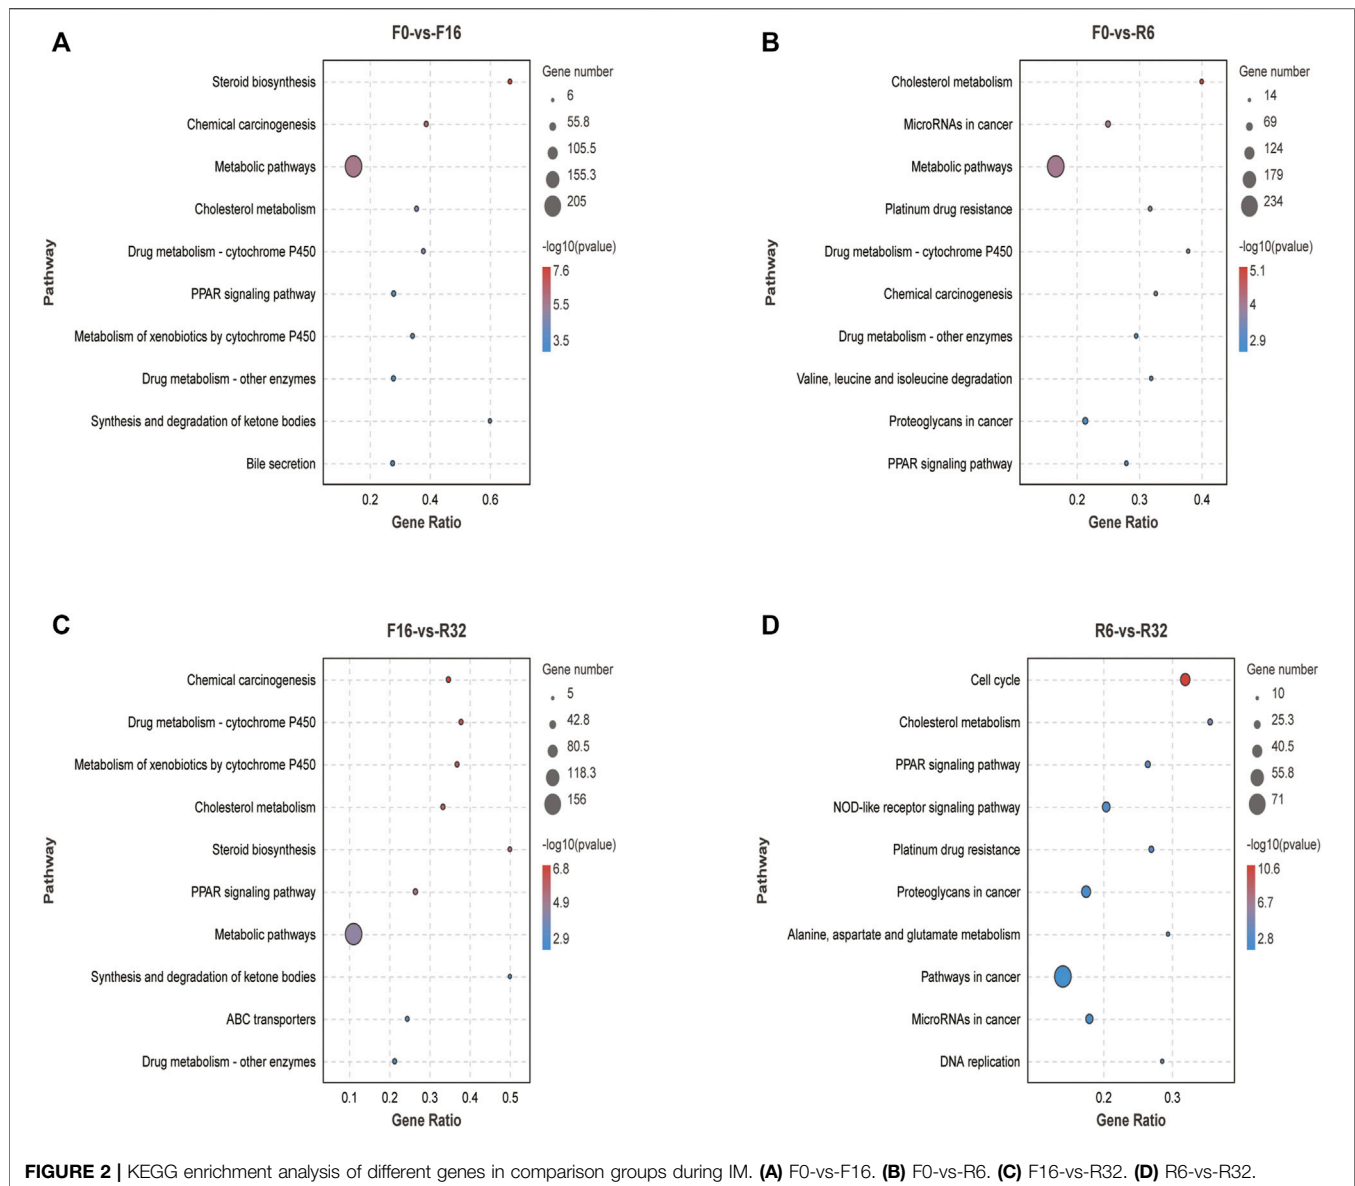 A
F0-vs-F16
Steroid biosynthesis
Chemical carcinogenesis
Metabolic pathways
Cholesterol metabolism
Drug metabolism - cytochrome P450
PPAR signaling pathway
Metabolism of xenobiotics by cytochrome P450
Drug metabolism - other enzymes
Synthesis and degradation of ketone bodies
Bile secretion
Pathway
0.2 0.4 0.6
Gene Ratio
Gene number
6
55.8
105.5
155.3
205
-log10(pvalue)
7.6
5.5
3.5
B
F0-vs-R6
Cholesterol metabolism
MicroRNAs in cancer
Metabolic pathways
Platinum drug resistance
Drug metabolism - cytochrome P450
Chemical carcinogenesis
Drug metabolism - other enzymes
Valine, leucine and isoleucine degradation
Proteoglycans in cancer
PPAR signaling pathway
Pathway
0.2 0.3 0.4
Gene Ratio
Gene number
14
69
124
179
234
-log10(pvalue)
5.1
4
2.9
C
F16-vs-R32
Chemical carcinogenesis
Drug metabolism - cytochrome P450
Metabolism of xenobiotics by cytochrome P450
Cholesterol metabolism
Steroid biosynthesis
PPAR signaling pathway
Metabolic pathways
Synthesis and degradation of ketone bodies
ABC transporters
Drug metabolism - other enzymes
Pathway
0.1 0.2 0.3 0.4 0.5
Gene Ratio
Gene number
5
42.8
80.5
118.3
156
-log10(pvalue)
6.8
4.9
2.9
D
R6-vs-R32
Cell cycle
Cholesterol metabolism
PPAR signaling pathway
NOD-like receptor signaling pathway
Platinum drug resistance
Proteoglycans in cancer
Alanine, aspartate and glutamate metabolism
Pathways in cancer
MicroRNAs in cancer
DNA replication
Pathway
0.2 0.3
Gene Ratio
Gene number
10
25.3
40.5
55.8
71
-log10(pvalue)
10.6
6.7
2.8
FIGURE 2 | KEGG enrichment analysis of different genes in comparison groups during IM. (A) F0-vs-F16. (B) F0-vs-R6. (C) F16-vs-R32. (D) R6-vs-R32.